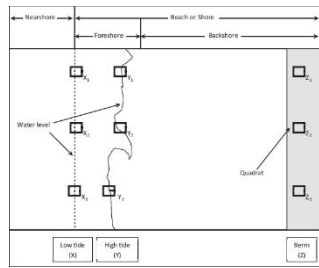 Nearshore
Beach or Shore
Foreshore
Backshore
X₁
Y₁
Z₁
Water level
X₂
Y₂
Z₂
Quadrat
X₃
Y₃
Z₃
Low tide
(X)
High tide
(Y)
Berm
(Z)